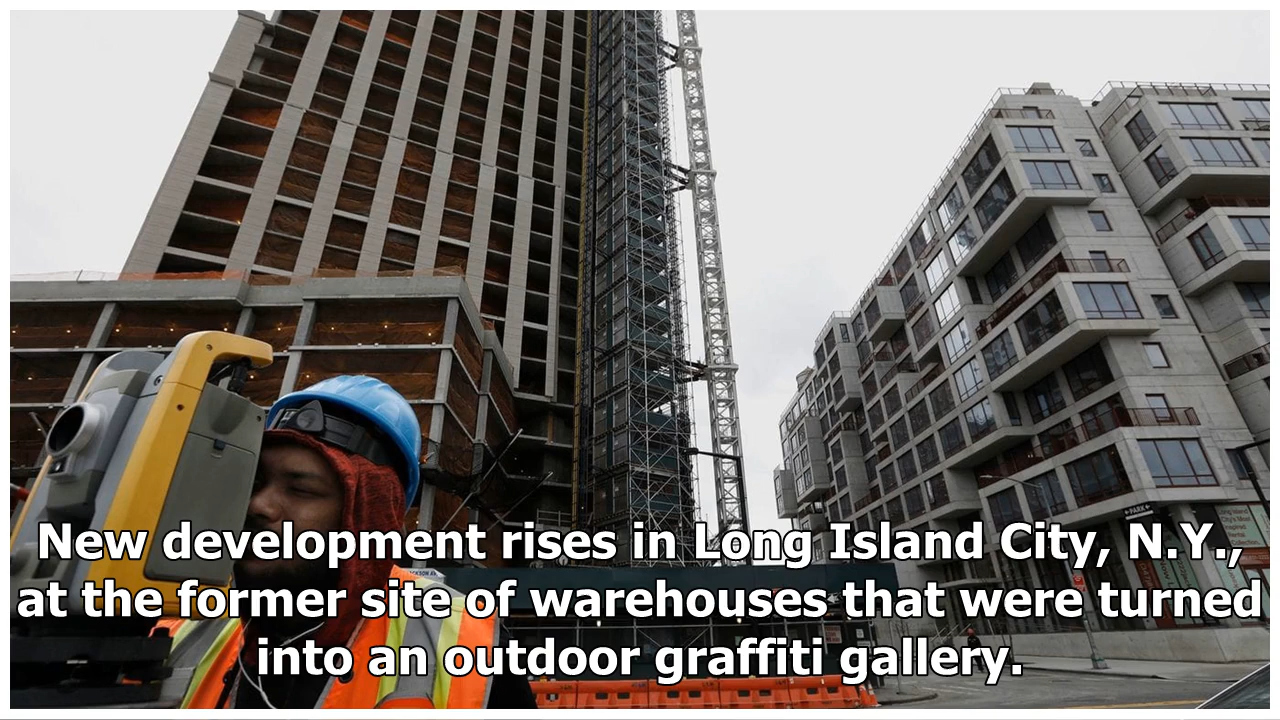 New development rises in Long Island City, N.Y.,
at the former site of warehouses that were turned
into an outdoor graffiti gallery.